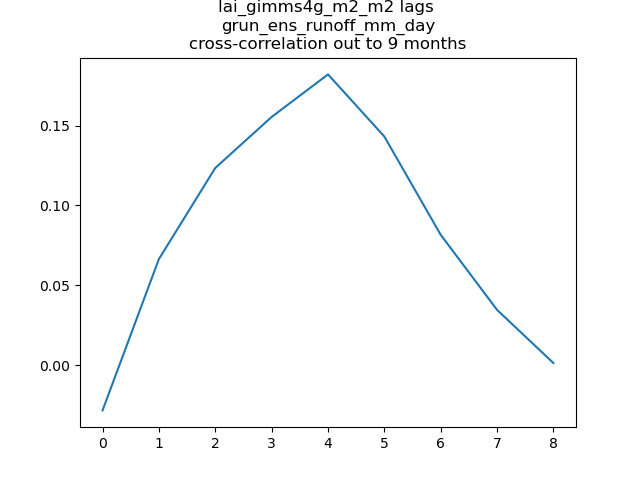 lai_gimms4g_m2_m2 lags
grun_ens_runoff_mm_day
cross-correlation out to 9 months
0.15
0.10
0.05
0.00
0 1 2 3 4 5 6 7 8